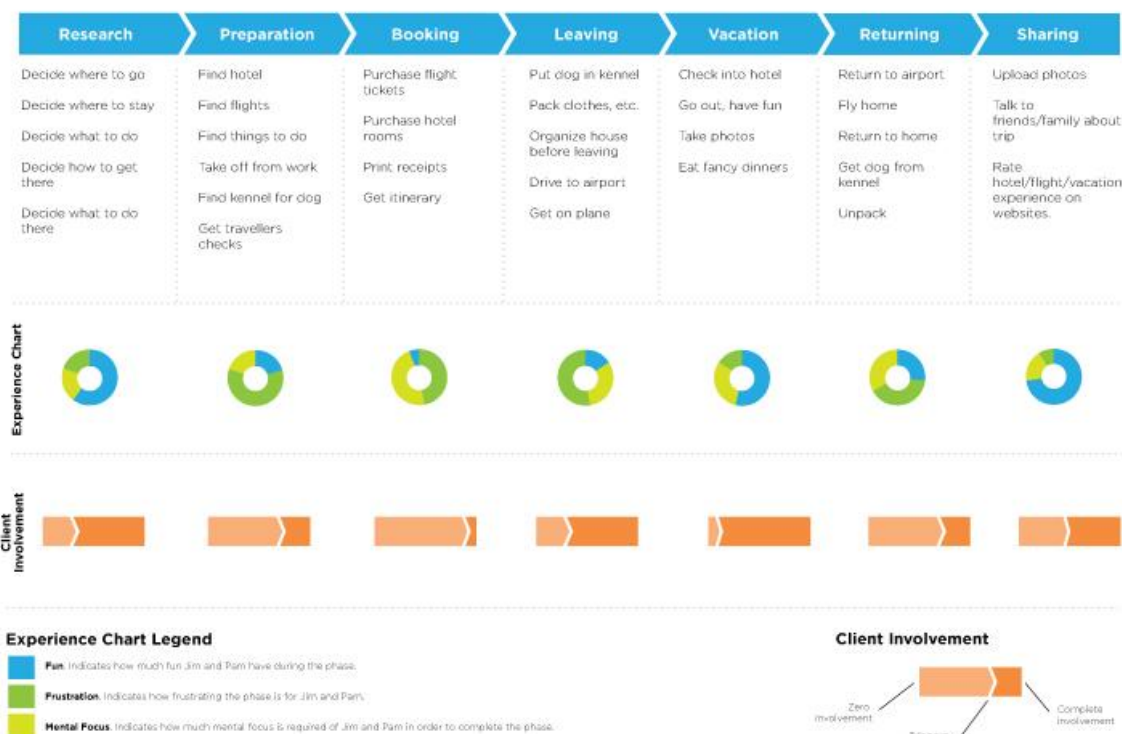 Research
Preparation
Booking
Leaving
Vacation
Returning
Sharing
Decide where to go
Decide where to stay
Decide what to do
Decide how to get
there
Decide what to do
there
Find hotel
Find flights
Find things to do
Take off from work
Find kennel for dog
Get travellers
checks
Purchase flight
tickets
Purchase hotel
rooms
Print receipts
Get itinerary
Put dog in kennel
Pack clothes, etc.
Organize house
before leaving
Drive to airport
Get on plane
Check into hotel
Go out, have fun
Take photos
Eat fancy dinners
Return to airport
Fly home
Return to home
Get dog from
kennel
Unpack
Upload photos
Talk to
friends/family about
trip
Rate
hotel/flight/vacation
experience on
websites.
Experience Chart
Client
Involvement
Experience Chart Legend
Fun. Indicates how much fun Jim and Pam have during the phase.
Frustration. Indicates how frustrating the phase is for Jim and Pam.
Mental Focus. Indicates how much mental focus is required of Jim and Pam in order to complete the phase.
Client Involvement
Zero
involvement
Complete
involvement